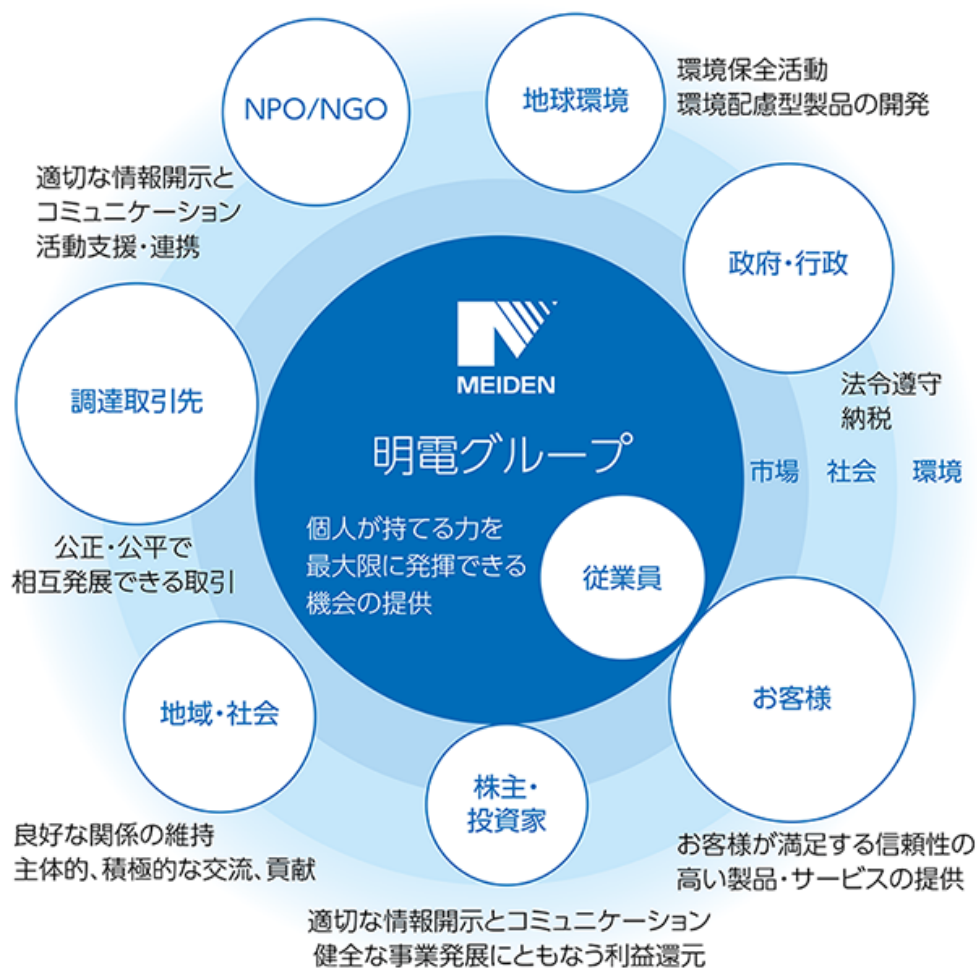 NPO/NGO
適切な情報開示と
コミュニケーション
活動支援・連携
地球環境
環境保全活動
環境配慮型製品の開発
政府・行政
法令遵守
納税
市場 社会 環境
MEIDEN
明電グループ
個人が持てる力を
最大限に発揮できる
機会の提供
従業員
調達取引先
公正・公平で
相互発展できる取引
地域・社会
良好な関係の維持
主体的、積極的な交流、貢献
株主・
投資家
適切な情報開示とコミュニケーション
健全な事業発展にともなう利益還元
お客様
お客様が満足する信頼性の
高い製品・サービスの提供